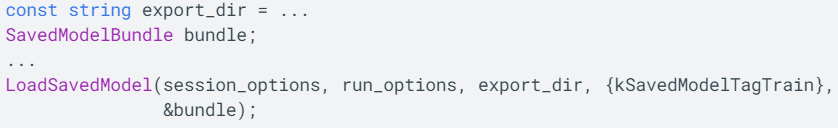 const string export_dir = ...
SavedModelBundle bundle;
...
LoadSavedModel(session_options, run_options, export_dir, {kSavedModelTagTrain},
&bundle);